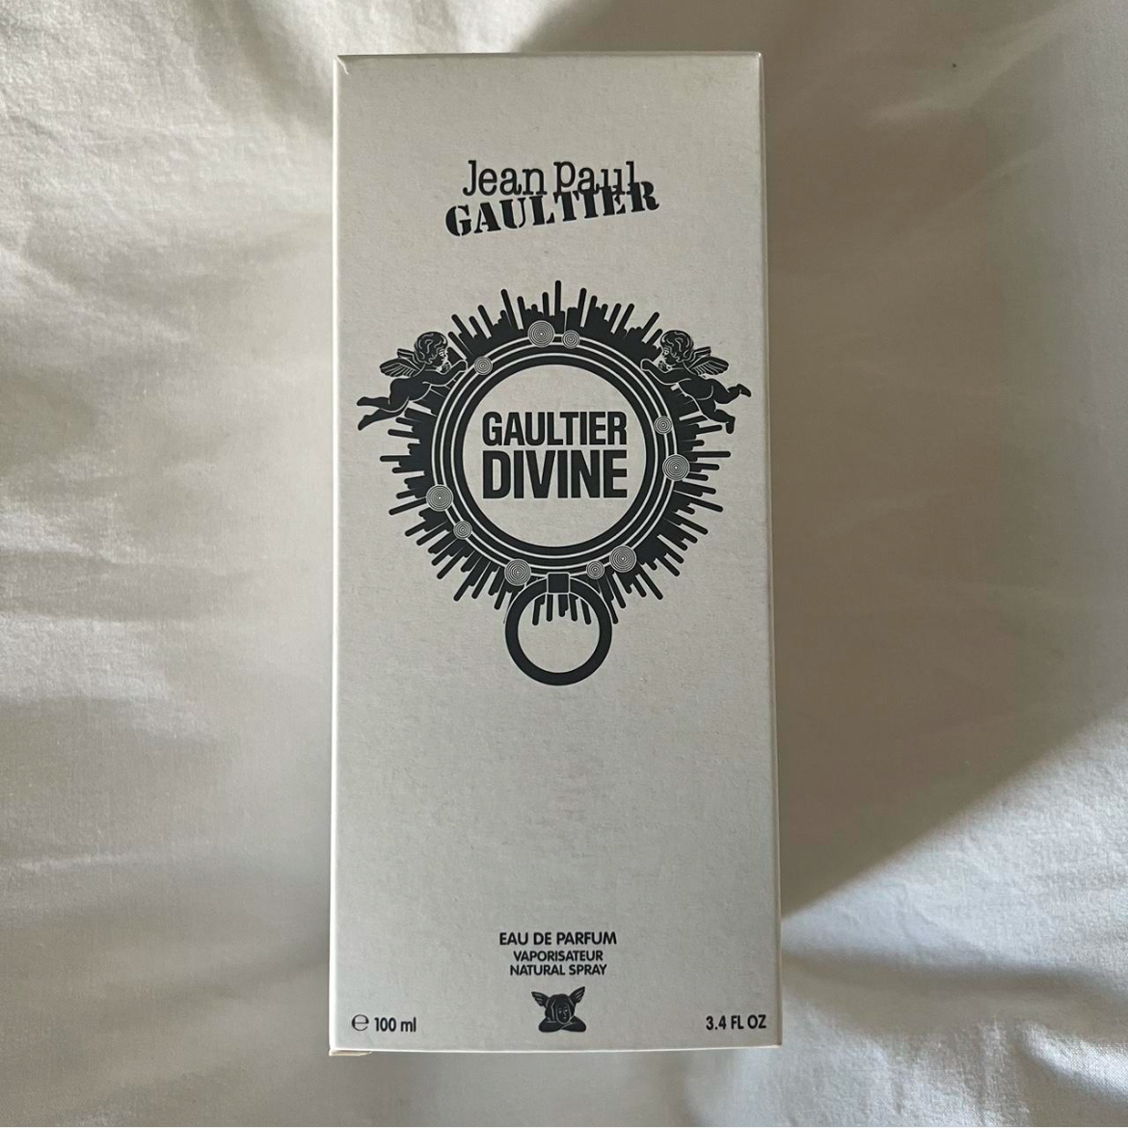 Jean Paul
GAULTIER
GAULTIER
DIVINE
EAU DE PARFUM
VAPORISATEUR
NATURAL SPRAY
℮ 100 ml
3.4 FL OZ